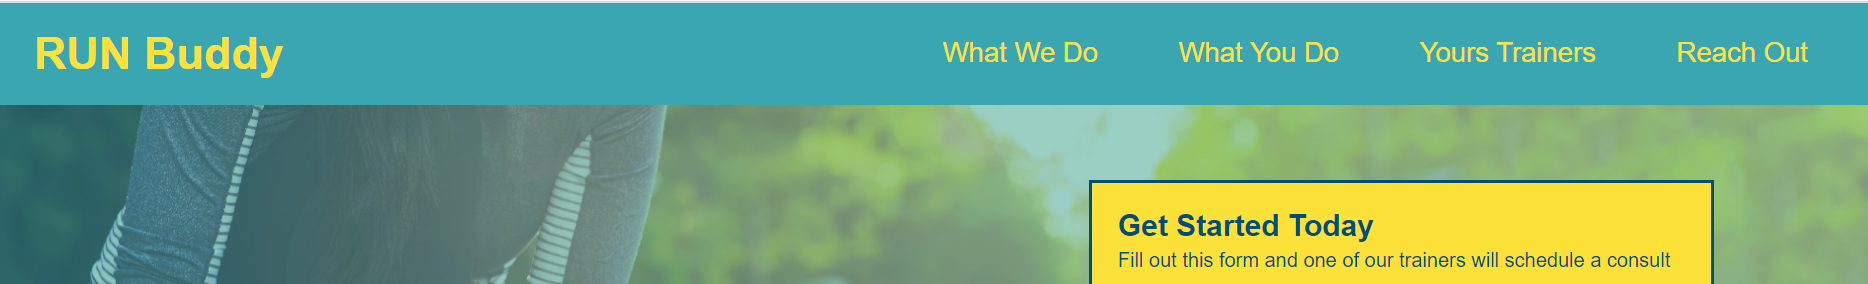 RUN Buddy
What We Do What You Do Yours Trainers Reach Out
Get Started Today
Fill out this form and one of our trainers will schedule a consult